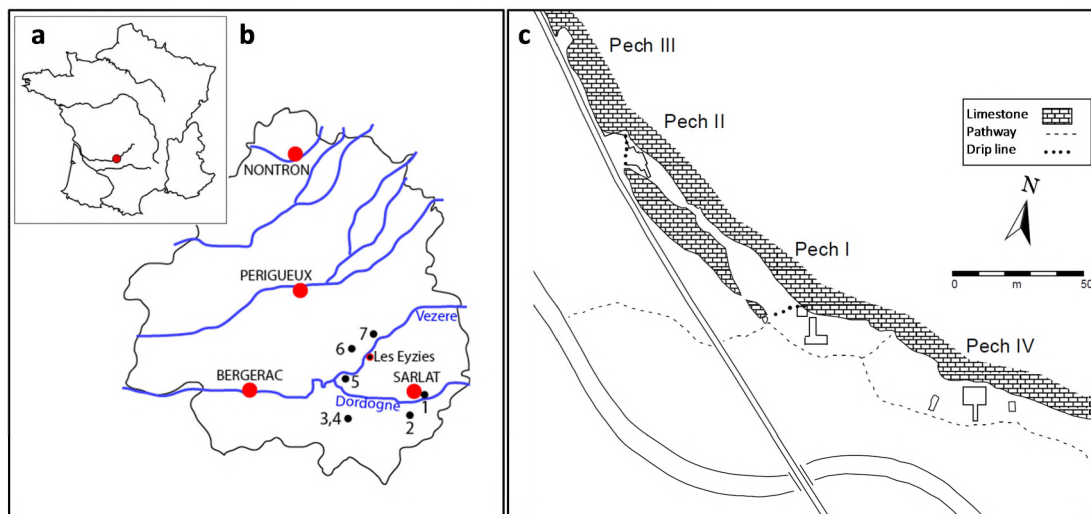 a
b
NONTRON
PERIGUEUX
Vezere
7
6
Les Eyzies
BERGERAC
5
SARLAT
Dordogne
1
3,4
2
c
Pech III
Pech II
Limestone
Pathway
Drip line
N
Pech I
0
m
50
Pech IV